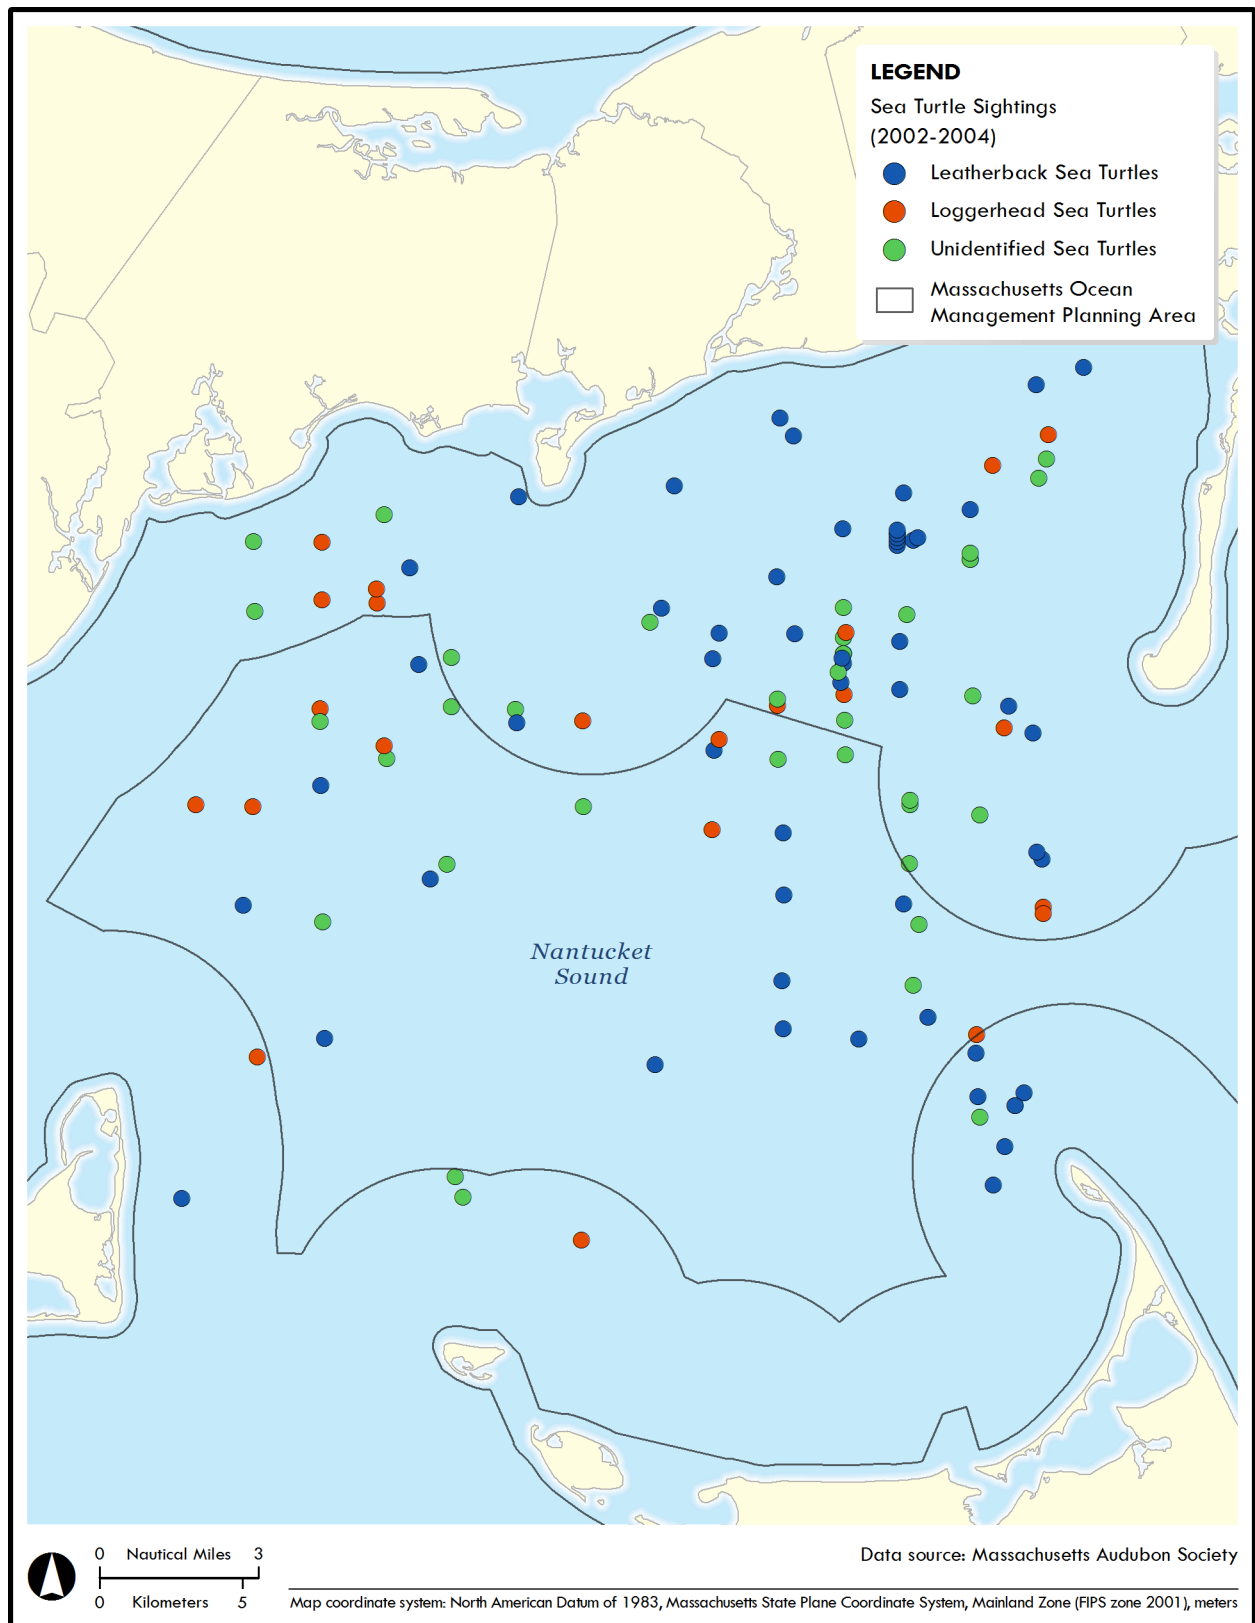 LEGEND
Sea Turtle Sightings
(2002-2004)
Leatherback Sea Turtles
Loggerhead Sea Turtles
Unidentified Sea Turtles
Massachusetts Ocean
Management Planning Area
Nantucket
Sound
0 Nautical Miles 3
0 Kilometers 5
Data source: Massachusetts Audubon Society
Map coordinate system: North American Datum of 1983, Massachusetts State Plane Coordinate System, Mainland Zone (FIPS zone 2001), meters